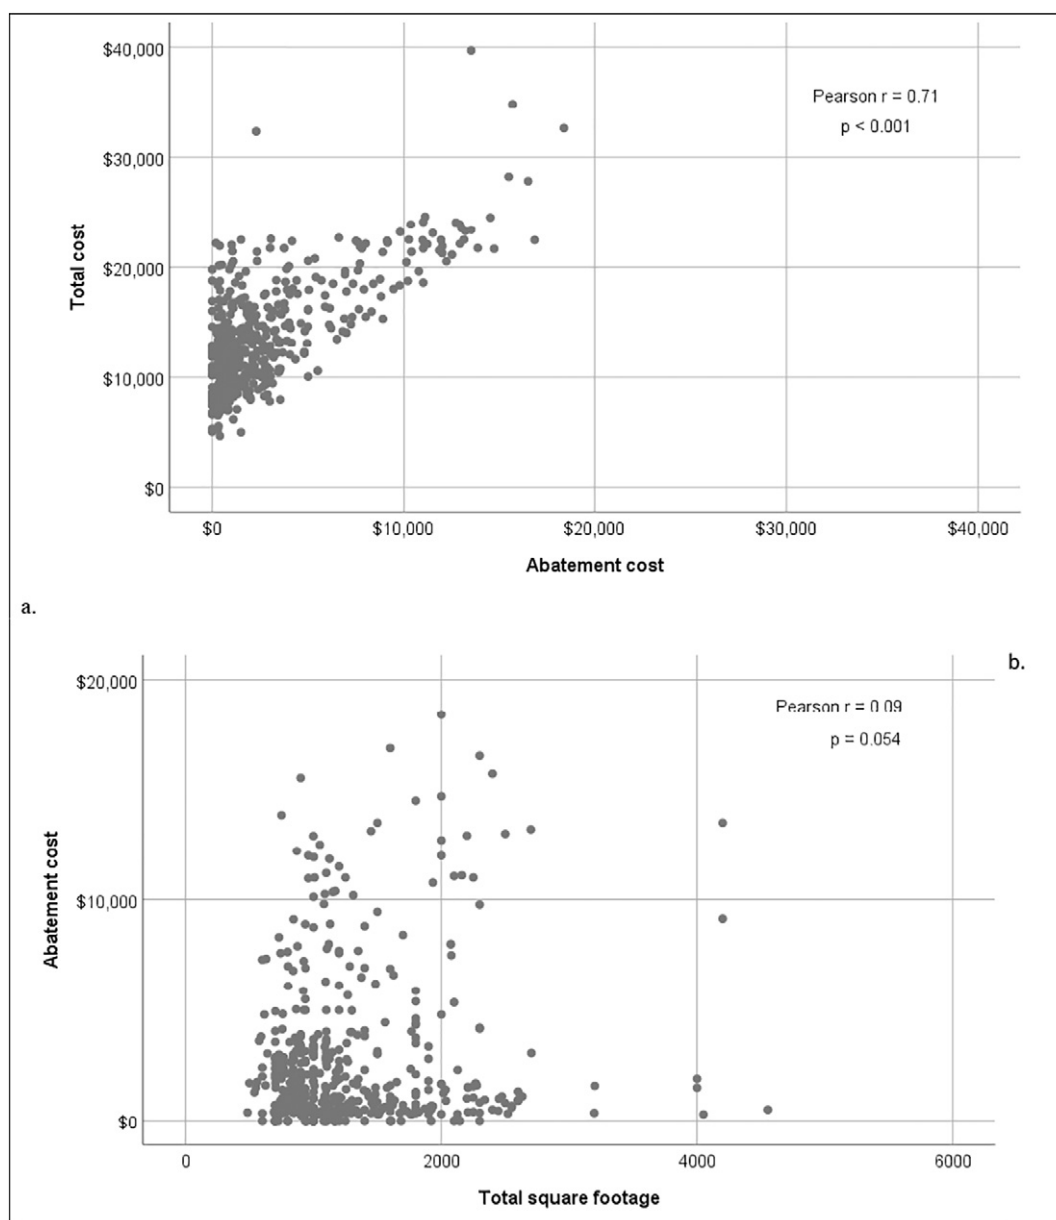 $40,000
Pearson r = 0.71
p < 0.001
$30,000
Total cost
$20,000
$10,000
$0
$0 $10,000 $20,000 $30,000 $40,000
Abatement cost
a.
b.
$20,000
Pearson r = 0.09
p = 0.054
Abatement cost
$10,000
$0
0 2000 4000 6000
Total square footage